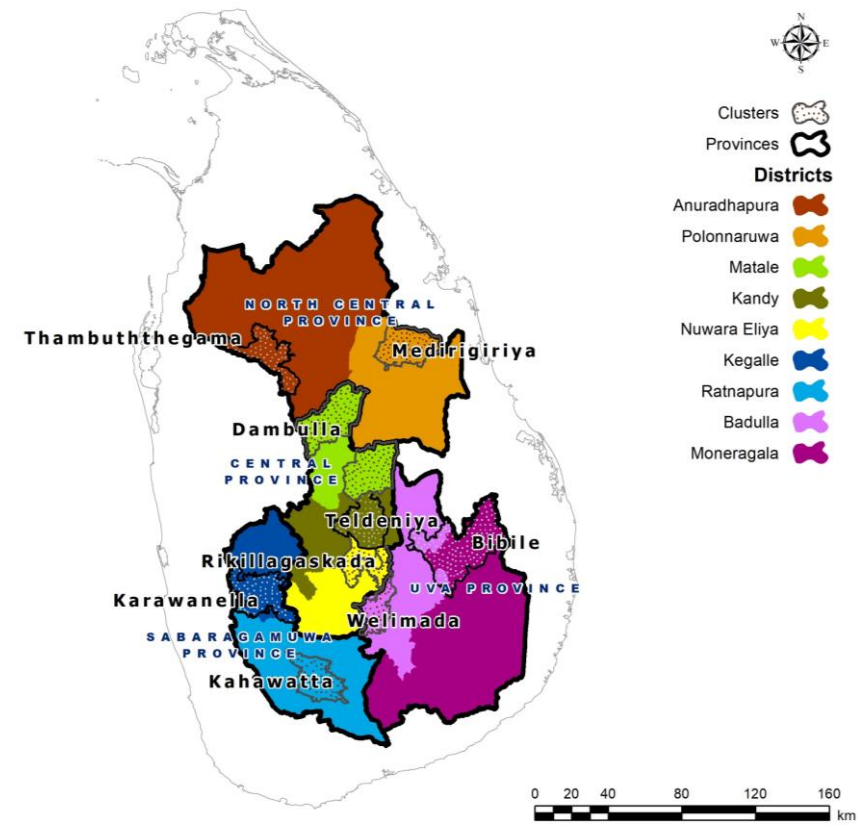 N
W E
S
Clusters
Provinces
Districts
Anuradhapura
Polonnaruwa
Matale
Kandy
Nuwara Eliya
Kegalle
Ratnapura
Badulla
Moneragala
NORTH CENTRAL
PROVINCE
Thambuththegama
Medirigiriya
Dambulla
CENTRAL
PROVINCE
Teldeniya
Bibile
Rikillagaskada
UVA PROVINCE
Karawanella
Welimada
SABARAGAMUWA
PROVINCE
Kahawatta
0 20 40 80 120 160
km